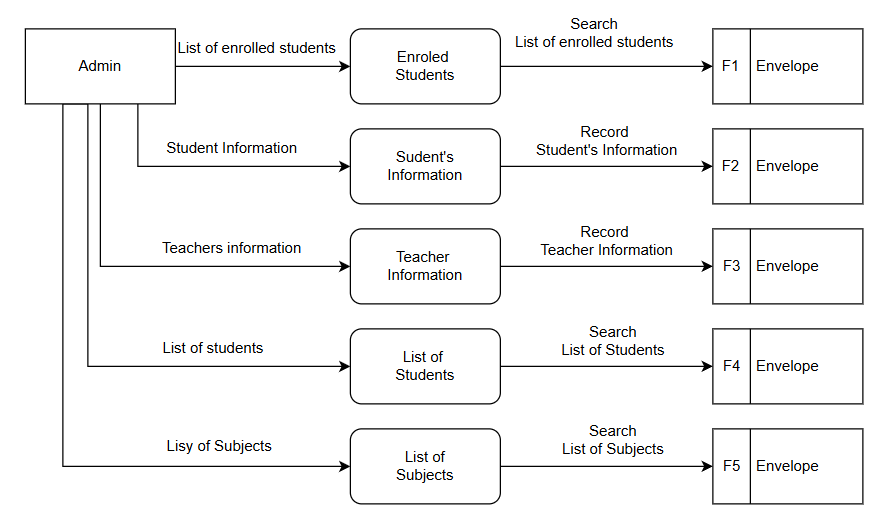 Admin
List of enrolled students
Enroled
Students
Search
List of enrolled students
F1
Envelope
Student Information
Sudent's
Information
Record
Student's Information
F2
Envelope
Teachers information
Teacher
Information
Record
Teacher Information
F3
Envelope
List of students
List of
Students
Search
List of Students
F4
Envelope
Lisy of Subjects
List of
Subjects
Search
List of Subjects
F5
Envelope